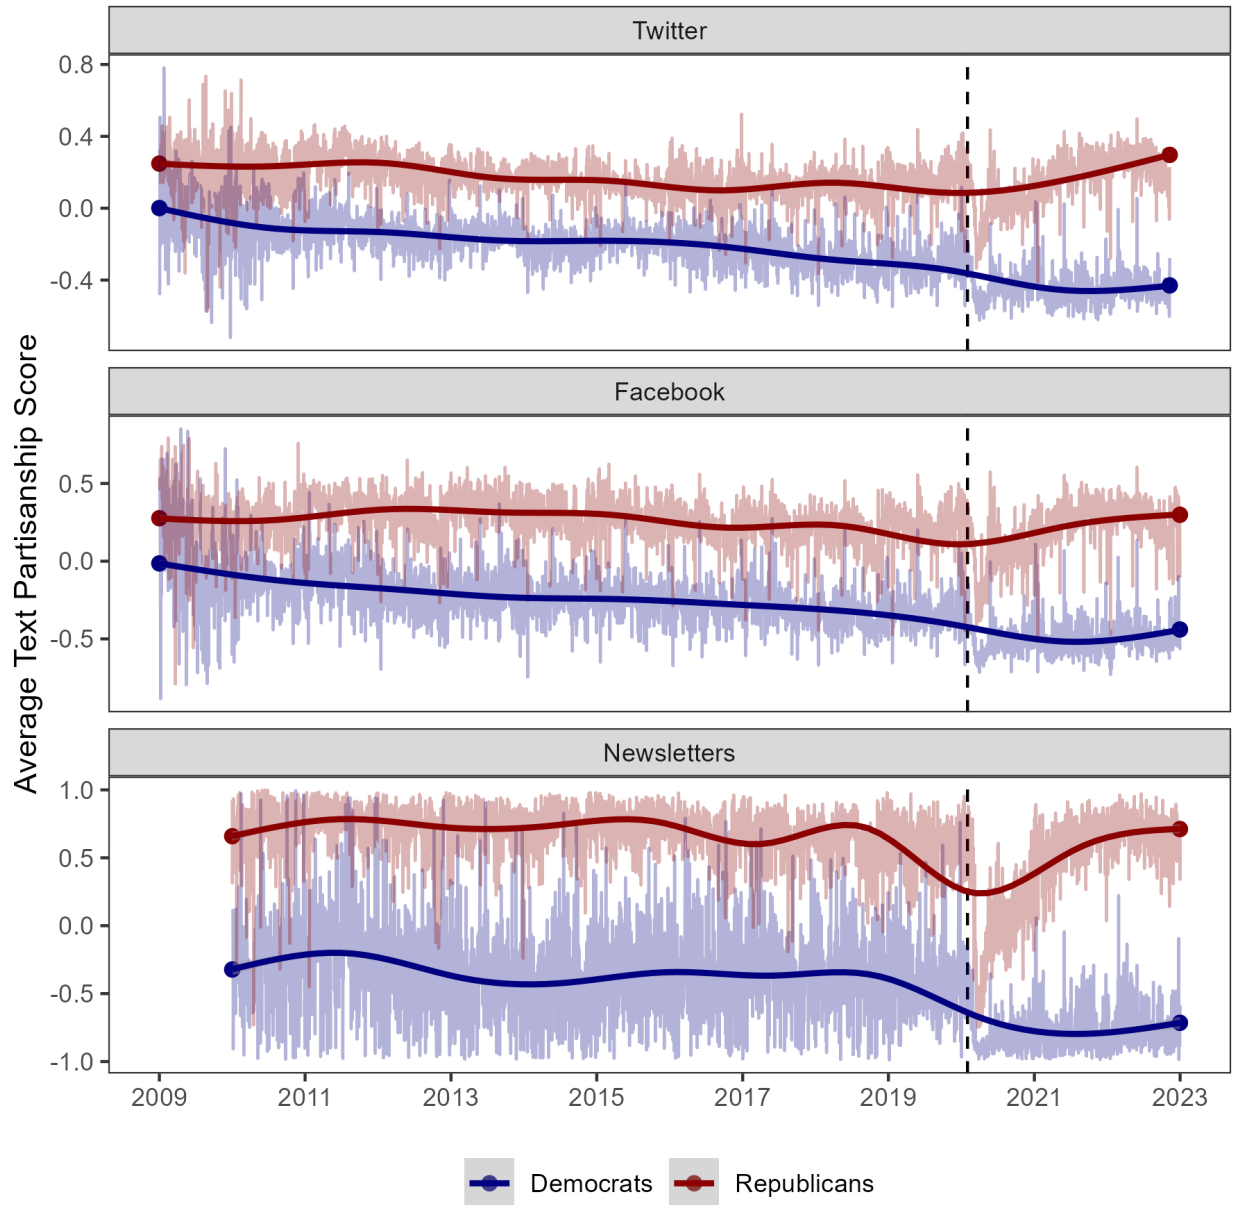 Twitter
0.8
0.4
0.0
-0.4
Facebook
0.5
0.0
-0.5
Newsletters
1.0
0.5
0.0
-0.5
-1.0
Average Text Partisanship Score
2009 2011 2013 2015 2017 2019 2021 2023
Democrats Republicans